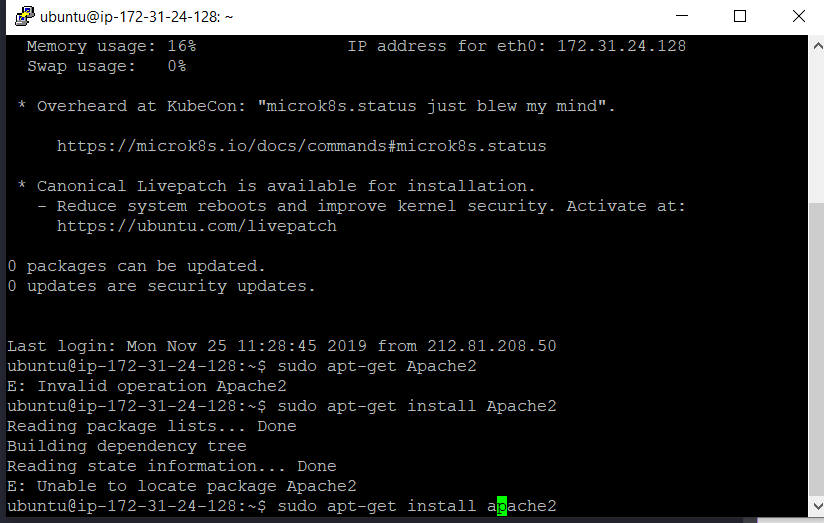 ubuntu@ip-172-31-24-128: ~
Memory usage: 16% IP address for eth0: 172.31.24.128
Swap usage: 0%
* Overheard at KubeCon: "microk8s.status just blew my mind".
https://microk8s.io/docs/commands#microk8s.status
* Canonical Livepatch is available for installation.
- Reduce system reboots and improve kernel security. Activate at:
https://ubuntu.com/livepatch
0 packages can be updated.
0 updates are security updates.
Last login: Mon Nov 25 11:28:45 2019 from 212.81.208.50
ubuntu@ip-172-31-24-128:~$ sudo apt-get Apache2
E: Invalid operation Apache2
ubuntu@ip-172-31-24-128:~$ sudo apt-get install Apache2
Reading package lists... Done
Building dependency tree
Reading state information... Done
E: Unable to locate package Apache2
ubuntu@ip-172-31-24-128:~$ sudo apt-get install apache2